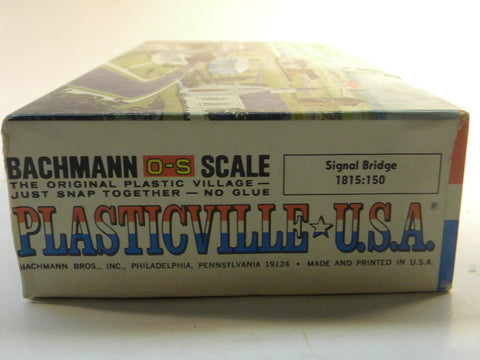 BACHMANN O-S SCALE
THE ORIGINAL PLASTIC VILLAGE—
JUST SNAP TOGETHER — NO GLUE
Signal Bridge
1815:150
PLASTICVILLE★U.S.A.®
BACHMANN BROS., INC., PHILADELPHIA, PENNSYLVANIA 19124 • MADE AND PRINTED IN U.S.A.